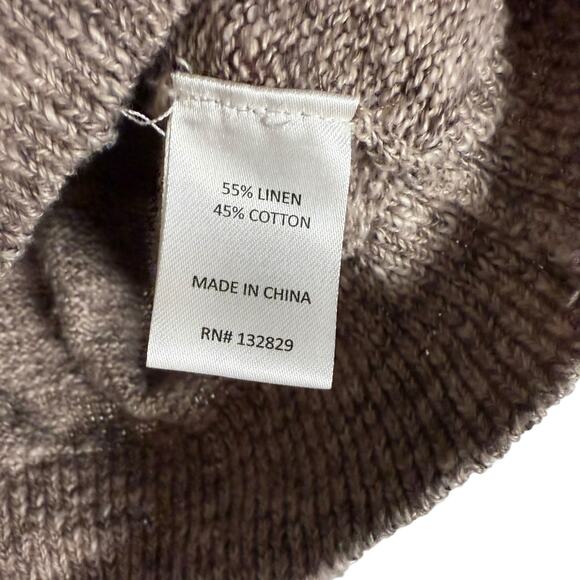 55% LINEN
45% COTTON
MADE IN CHINA
RN# 132829